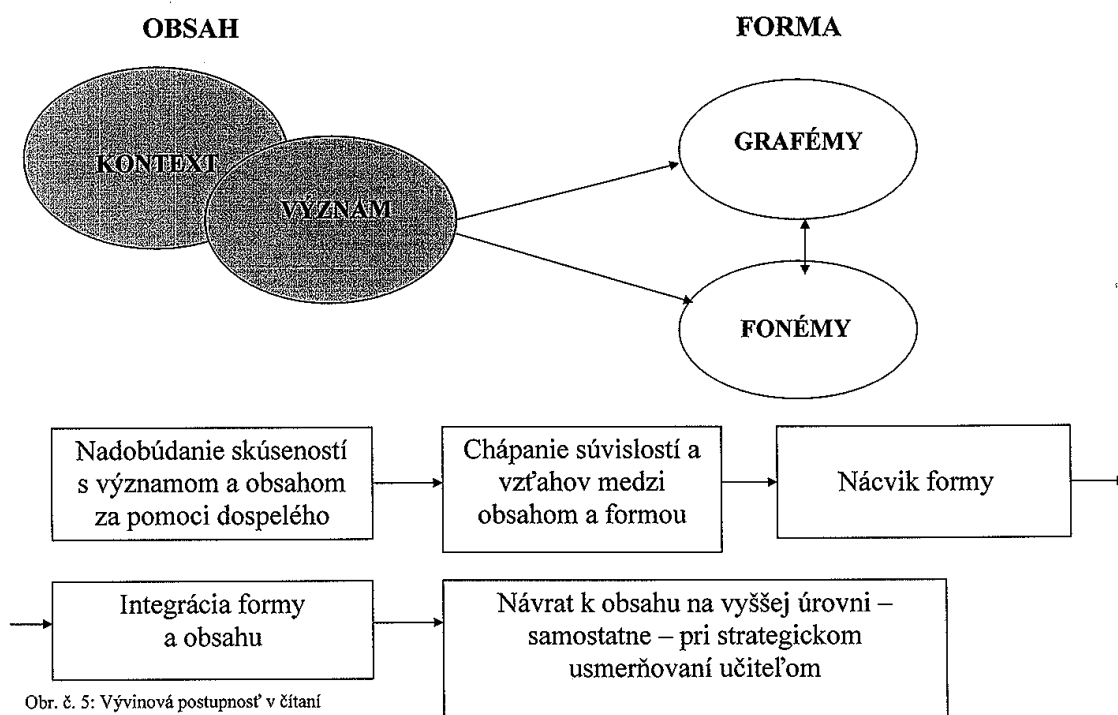 OBSAH
FORMA
KONTEXT
VÝZNAM
GRAFÉMY
FONÉMY
Nadobúdanie skúseností
s významom a obsahom
za pomoci dospelého
Chápanie súvislostí a
vzťahov medzi
obsahom a formou
Nácvik formy
Integrácia formy
a obsahu
Návrat k obsahu na vyššej úrovni –
samostatne – pri strategickom
usmerňovaní učiteľom
Obr. č. 5: Vývinová postupnosť v čítaní